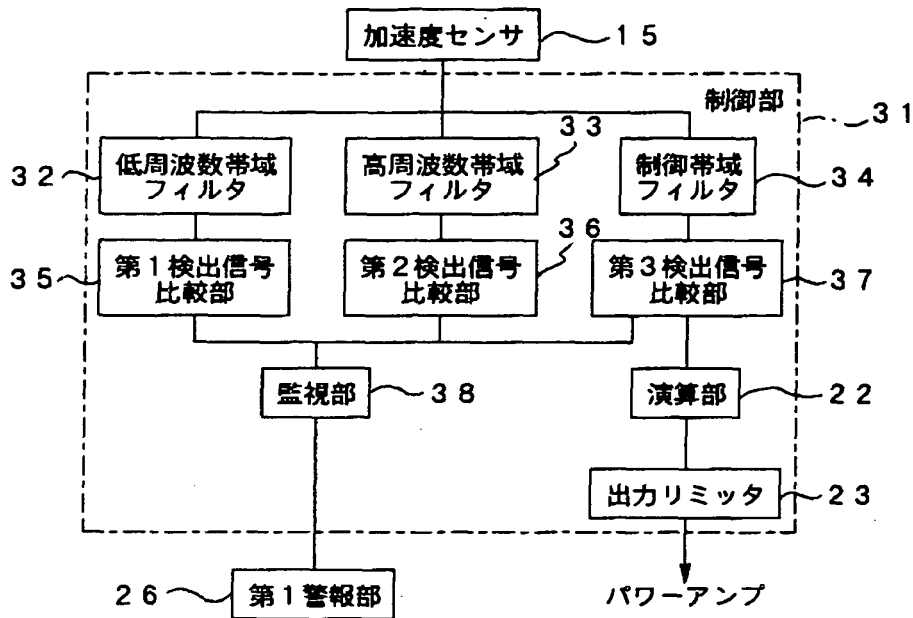 加速度センサ
15
制御部
31
33
32
低周波数帯域
フィルタ
高周波数帯域
フィルタ
制御帯域
フィルタ
34
36
35
第1検出信号
比較部
第2検出信号
比較部
第3検出信号
比較部
37
監視部
38
演算部
22
出力リミッタ
23
26
第1警報部
パワーアンプ